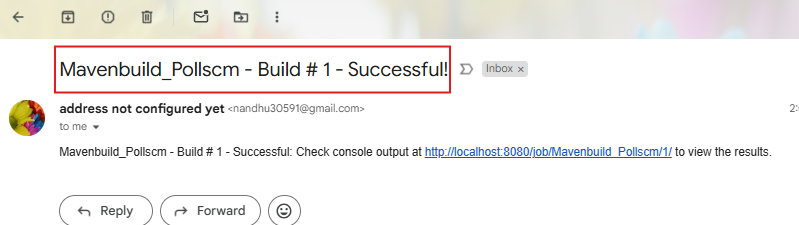 Mavenbuild_Pollscm - Build # 1 - Successful!
Inbox ×
address not configured yet <nandhu30591@gmail.com>
to me
Mavenbuild_Pollscm - Build # 1 - Successful: Check console output at http://localhost:8080/job/Mavenbuild_Pollscm/1/ to view the results.
Reply
Forward